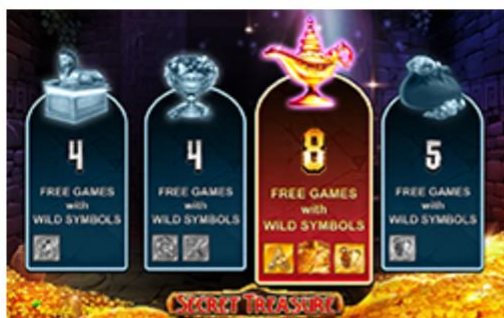 4
FREE GAMES
with
WILD SYMBOLS
4
FREE GAMES
with
WILD SYMBOLS
8
FREE GAMES
with
WILD SYMBOLS
5
FREE GAMES
with
WILD SYMBOLS
SECRET TREASURE